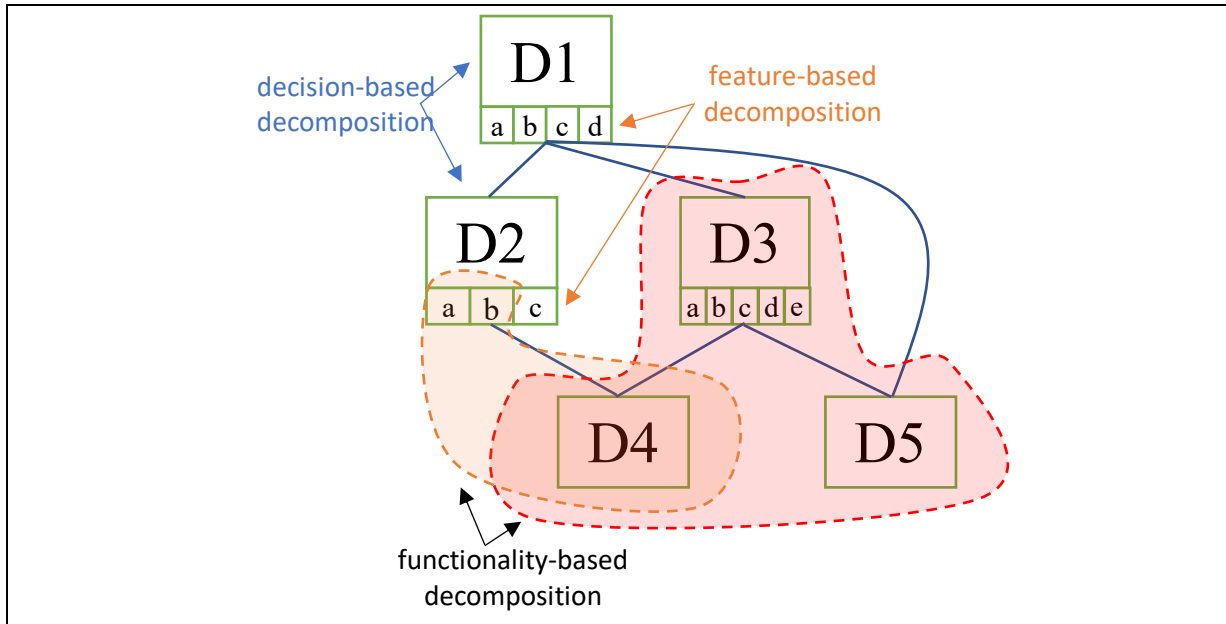 D1
decision-based
decomposition
feature-based
decomposition
a b c d
D2
D3
a b c
a b c d e
D4
D5
functionality-based
decomposition